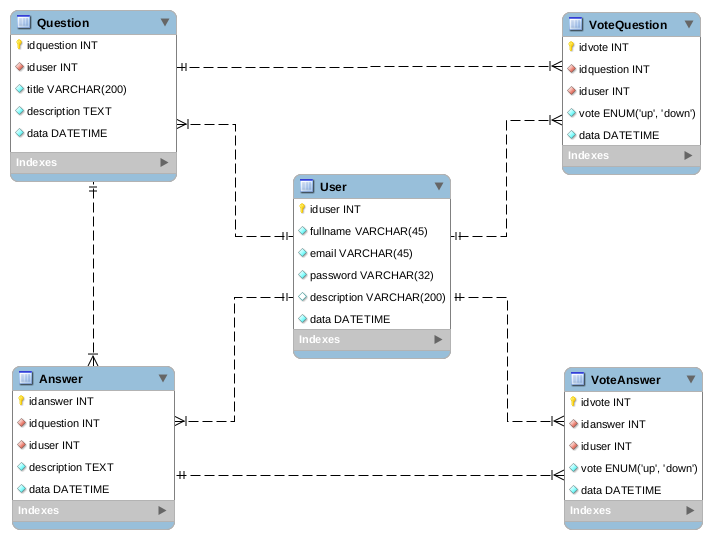 Question
idquestion INT
iduser INT
title VARCHAR(200)
description TEXT
data DATETIME
Indexes
VoteQuestion
idvote INT
idquestion INT
iduser INT
vote ENUM('up', 'down')
data DATETIME
Indexes
User
iduser INT
fullname VARCHAR(45)
email VARCHAR(45)
password VARCHAR(32)
description VARCHAR(200)
data DATETIME
Indexes
Answer
idanswer INT
idquestion INT
iduser INT
description TEXT
data DATETIME
Indexes
VoteAnswer
idvote INT
idanswer INT
iduser INT
vote ENUM('up', 'down')
data DATETIME
Indexes